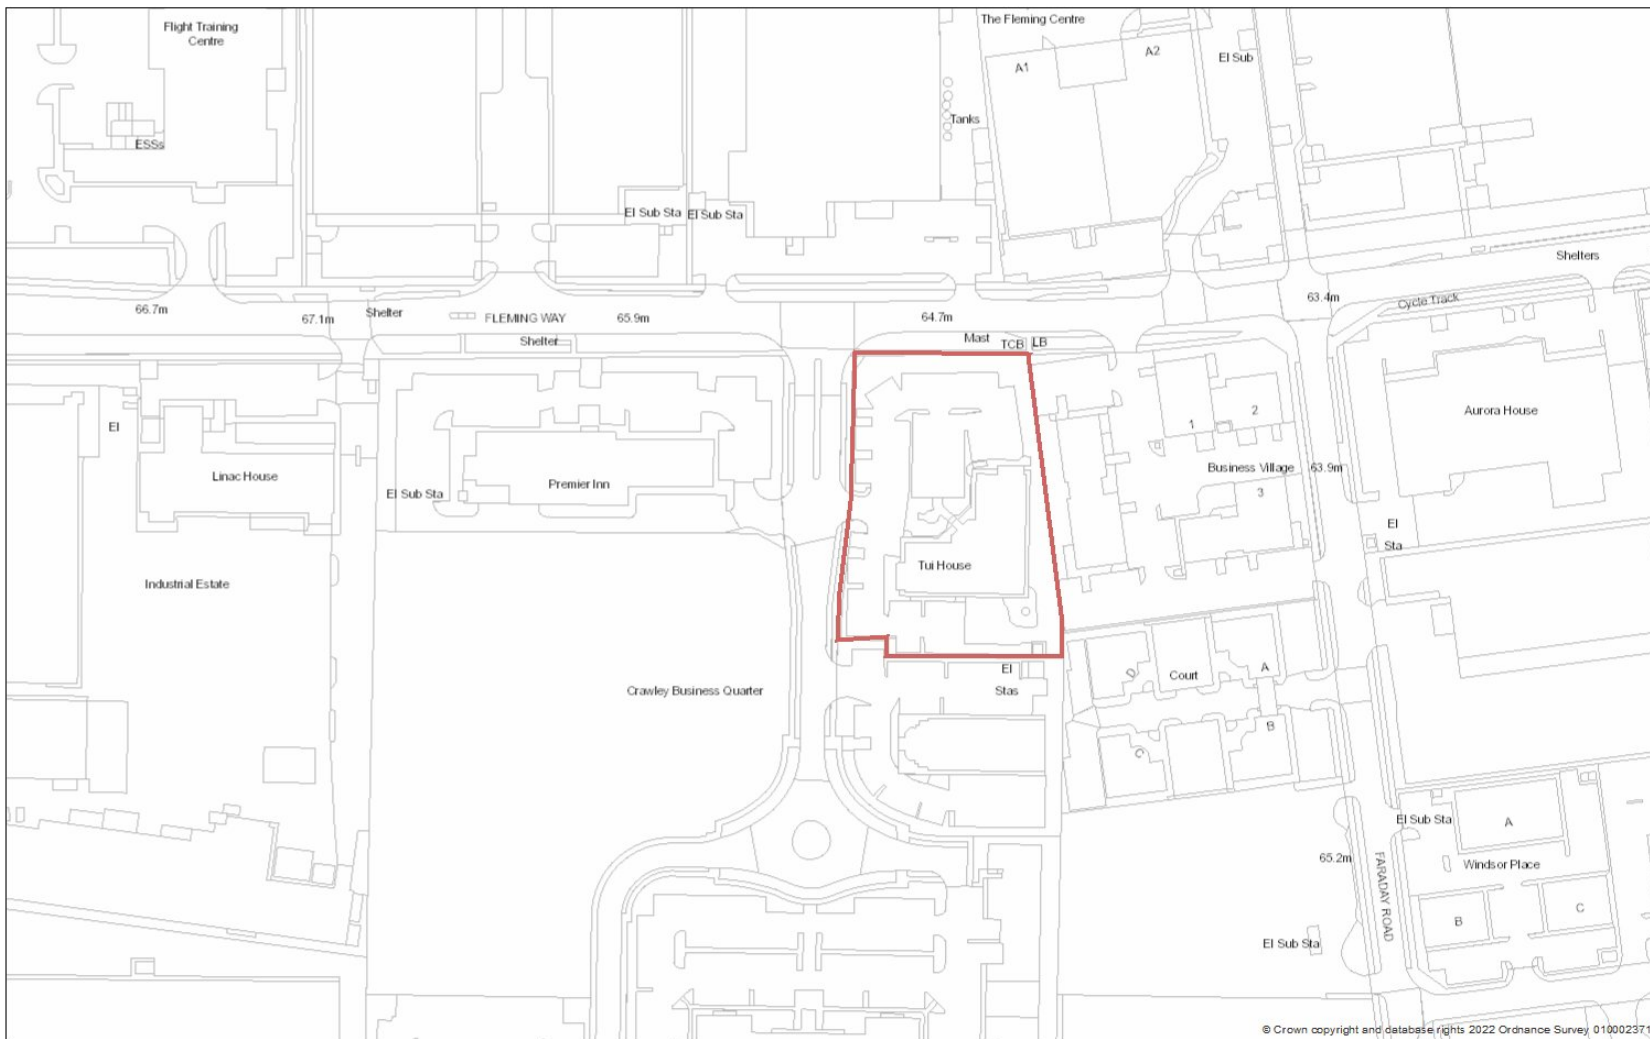 Flight Training
Centre
The Fleming Centre
A1
A2
El Sub
ESSs
Tanks
El Sub Sta
El Sub Sta
Shelters
66.7m
67.1m
Shelter
FLEMING WAY
65.9m
64.7m
63.4m
Cycle Track
Shelter
Mast
TCB
LB
El
Linac House
El Sub Sta
Premier Inn
1
2
Business Village
63.9m
3
Aurora House
El
Sta
Industrial Estate
Tui House
Crawley Business Quarter
El
Stas
D
Court
A
B
C
El Sub Sta
A
65.2m
Windsor Place
FARADAY ROAD
B
C
El Sub Sta
© Crown copyright and database rights 2022 Ordnance Survey 010002371